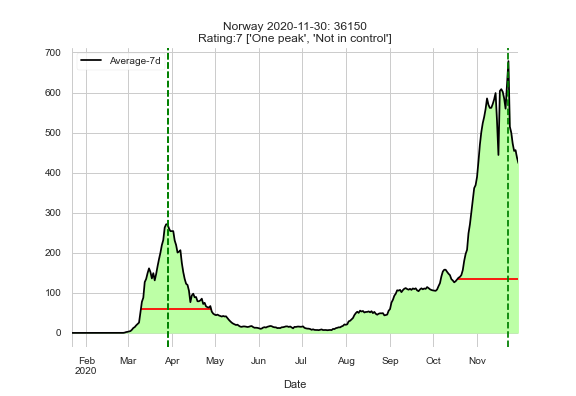 Norway 2020-11-30: 36150
Rating:7 ['One peak', 'Not in control']
Average-7d
700
600
500
400
300
200
100
0
Feb Mar Apr May Jun Jul Aug Sep Oct Nov
2020
Date